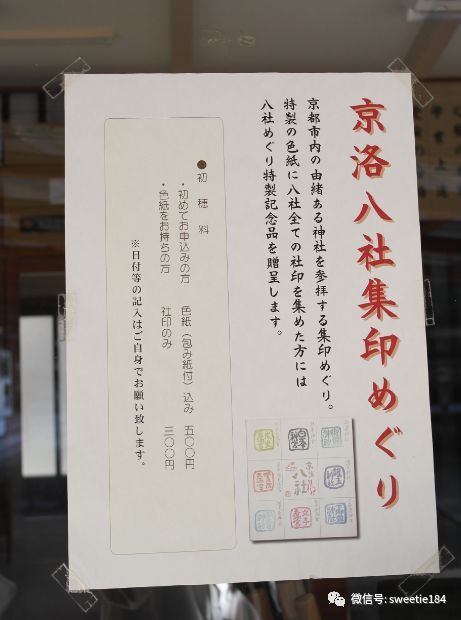 京洛八社集印めぐり
京都市内の由緒ある神社を参拝する集印めぐり。
特製の色紙に八社全ての社印を集めた方には
八社めぐり特製記念品を贈呈します。
●初穂料
・初めてお申込みの方 色紙(包み紙付)込み 五〇〇円
・色紙をお持ちの方 社印のみ 三〇〇円
※日付等の記入はご自身でお願い致します。
京洛八社
微信号: sweetie184